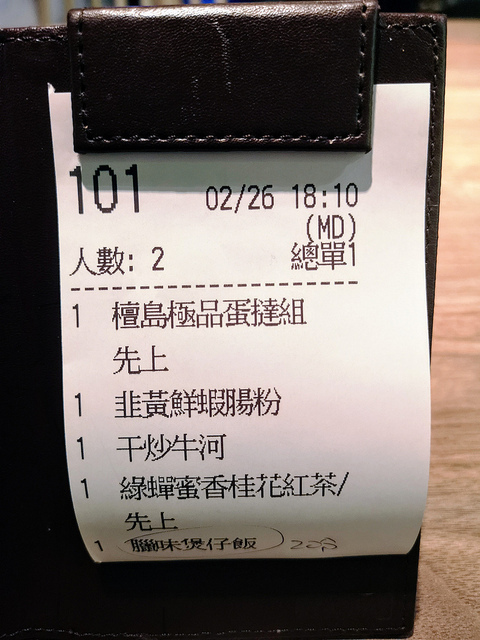 101 02/26 18:10
(MD)
人數: 2 總單1
1 檀島極品蛋撻組
先上
1 韭黃鮮蝦腸粉
1 干炒牛河
1 綠蟬蜜香桂花紅茶/
先上
1 臘味煲仔飯